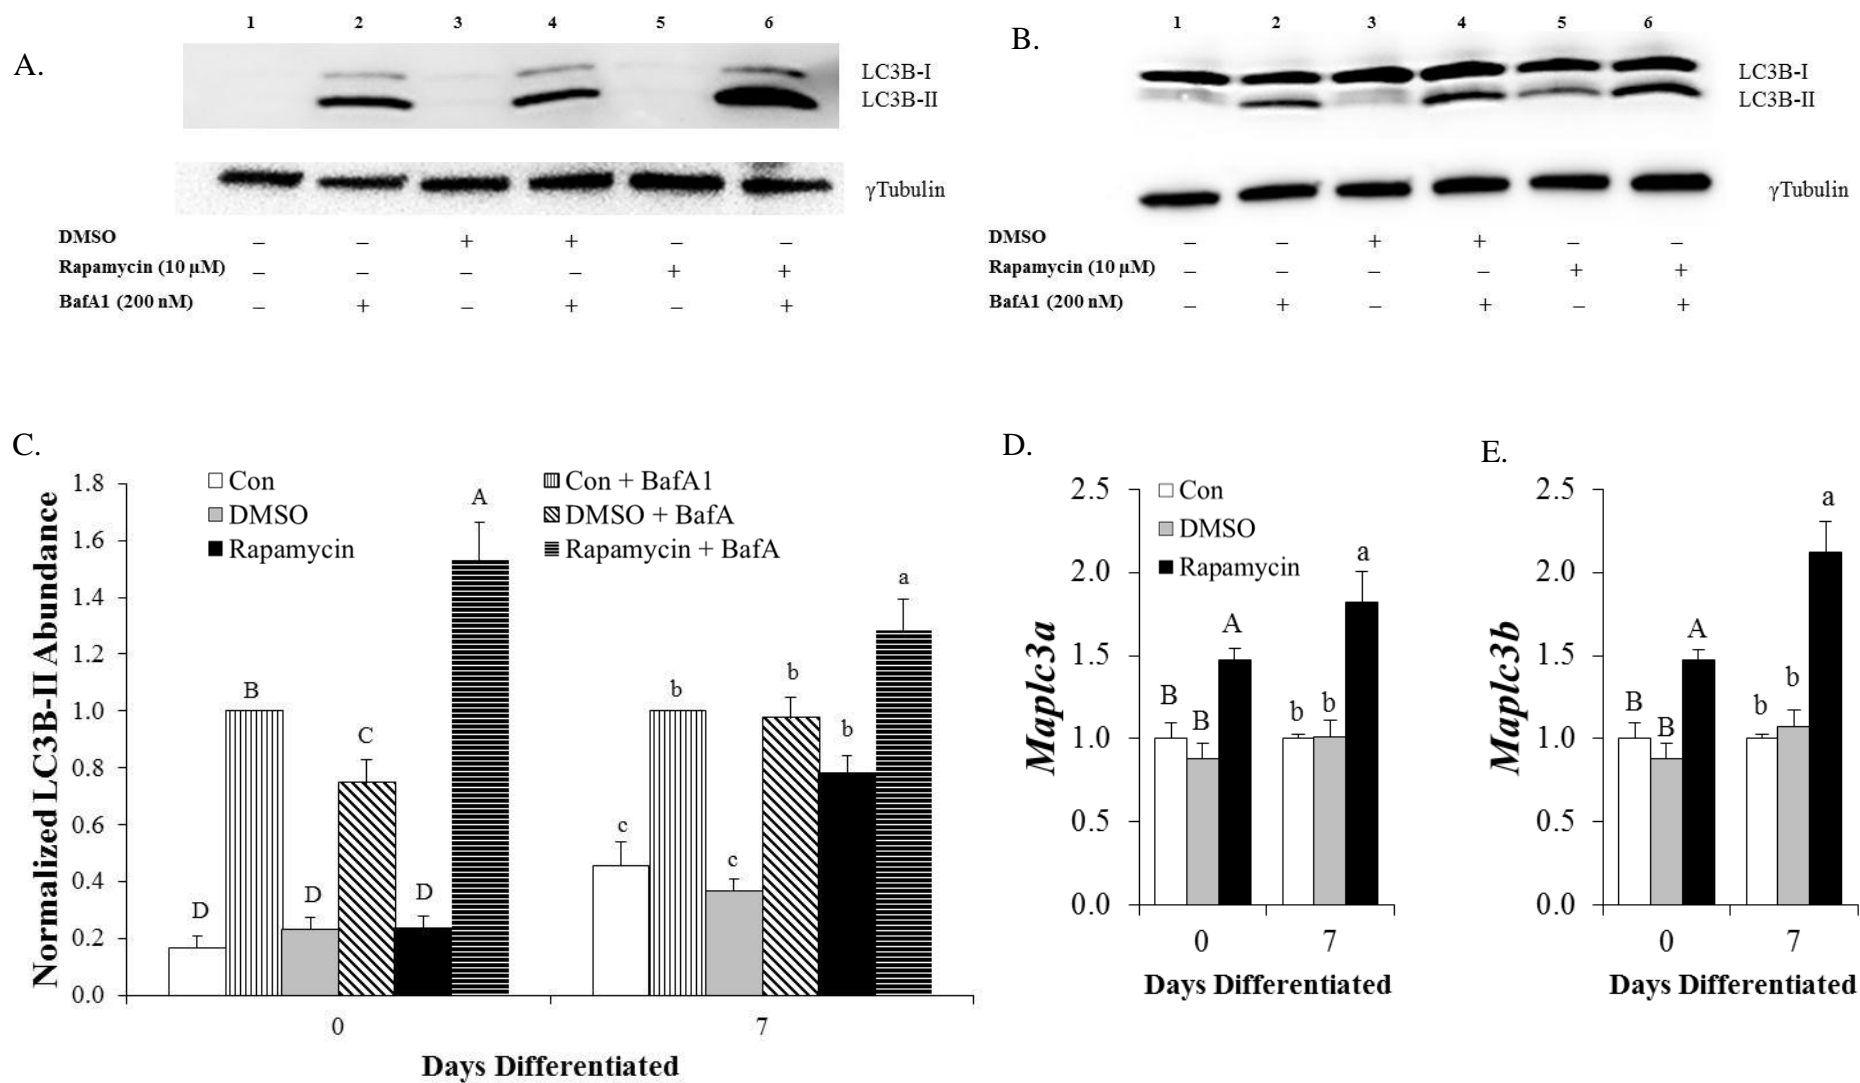 A.
1 2 3 4 5 6
LC3B-I
LC3B-II
γTubulin
DMSO – – + + – –
Rapamycin (10 µM) – – – – + +
BafA1 (200 nM) – + – + – +
B.
1 2 3 4 5 6
LC3B-I
LC3B-II
γTubulin
DMSO – – + + – –
Rapamycin (10 µM) – – – – + +
BafA1 (200 nM) – + – + – +
C.
Normalized LC3B-II Abundance
1.8
1.6
1.4
1.2
1.0
0.8
0.6
0.4
0.2
0.0
Con
DMSO
Rapamycin
Con + BafA1
DMSO + BafA
Rapamycin + BafA
D B D C D A
c b c b b a
0 7
Days Differentiated
D.
Maplc3a
2.5
2.0
1.5
1.0
0.5
0.0
Con
DMSO
Rapamycin
B B A b b a
0 7
Days Differentiated
E.
Maplc3b
2.5
2.0
1.5
1.0
0.5
0.0
B B A b b a
0 7
Days Differentiated